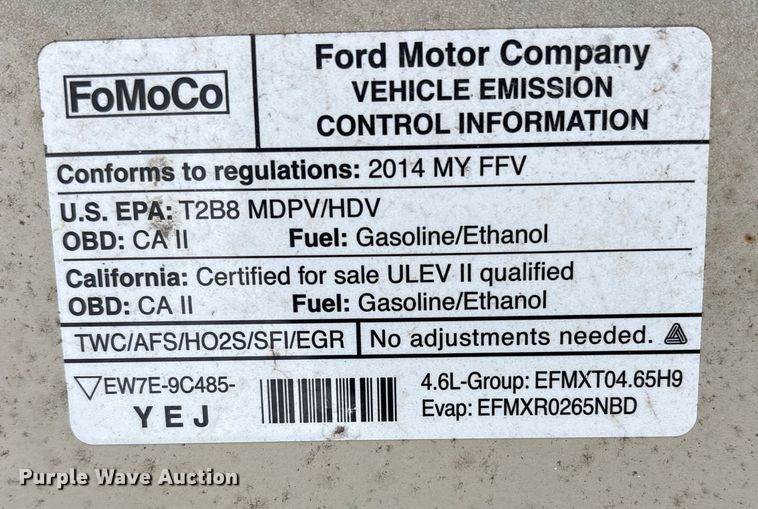 FoMoCo
Ford Motor Company
VEHICLE EMISSION
CONTROL INFORMATION
Conforms to regulations: 2014 MY FFV
U.S. EPA: T2B8 MDPV/HDV
OBD: CA II Fuel: Gasoline/Ethanol
California: Certified for sale ULEV II qualified
OBD: CA II Fuel: Gasoline/Ethanol
TWC/AFS/HO2S/SFI/EGR No adjustments needed.
EW7E-9C485-
YEJ
4.6L-Group: EFMXT04.65H9
Evap: EFMXR0265NBD
Purple Wave Auction